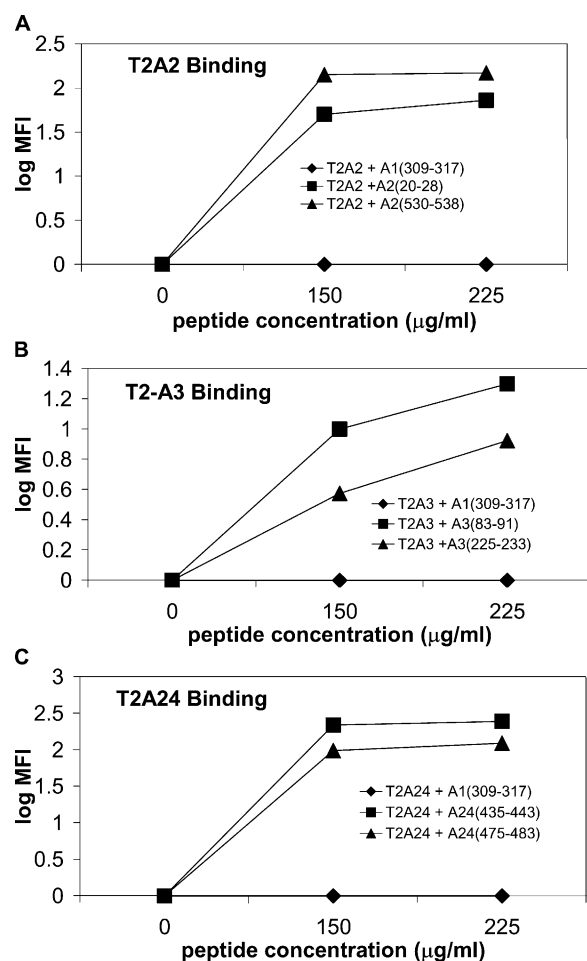 A
T2A2 Binding
2.5
2
1.5
1
0.5
0
log MFI
T2A2 + A1(309-317)
T2A2 +A2(20-28)
T2A2 + A2(530-538)
0 150 225
peptide concentration (μg/ml)
B
T2-A3 Binding
1.4
1.2
1
0.8
0.6
0.4
0.2
0
log MFI
T2A3 + A1(309-317)
T2A3 + A3(83-91)
T2A3 +A3(225-233)
0 150 225
peptide concentration (μg/ml)
C
T2A24 Binding
3
2.5
2
1.5
1
0.5
0
log MFI
T2A24 + A1(309-317)
T2A24 + A24(435-443)
T2A24 + A24(475-483)
0 150 225
peptide concentration (μg/ml)